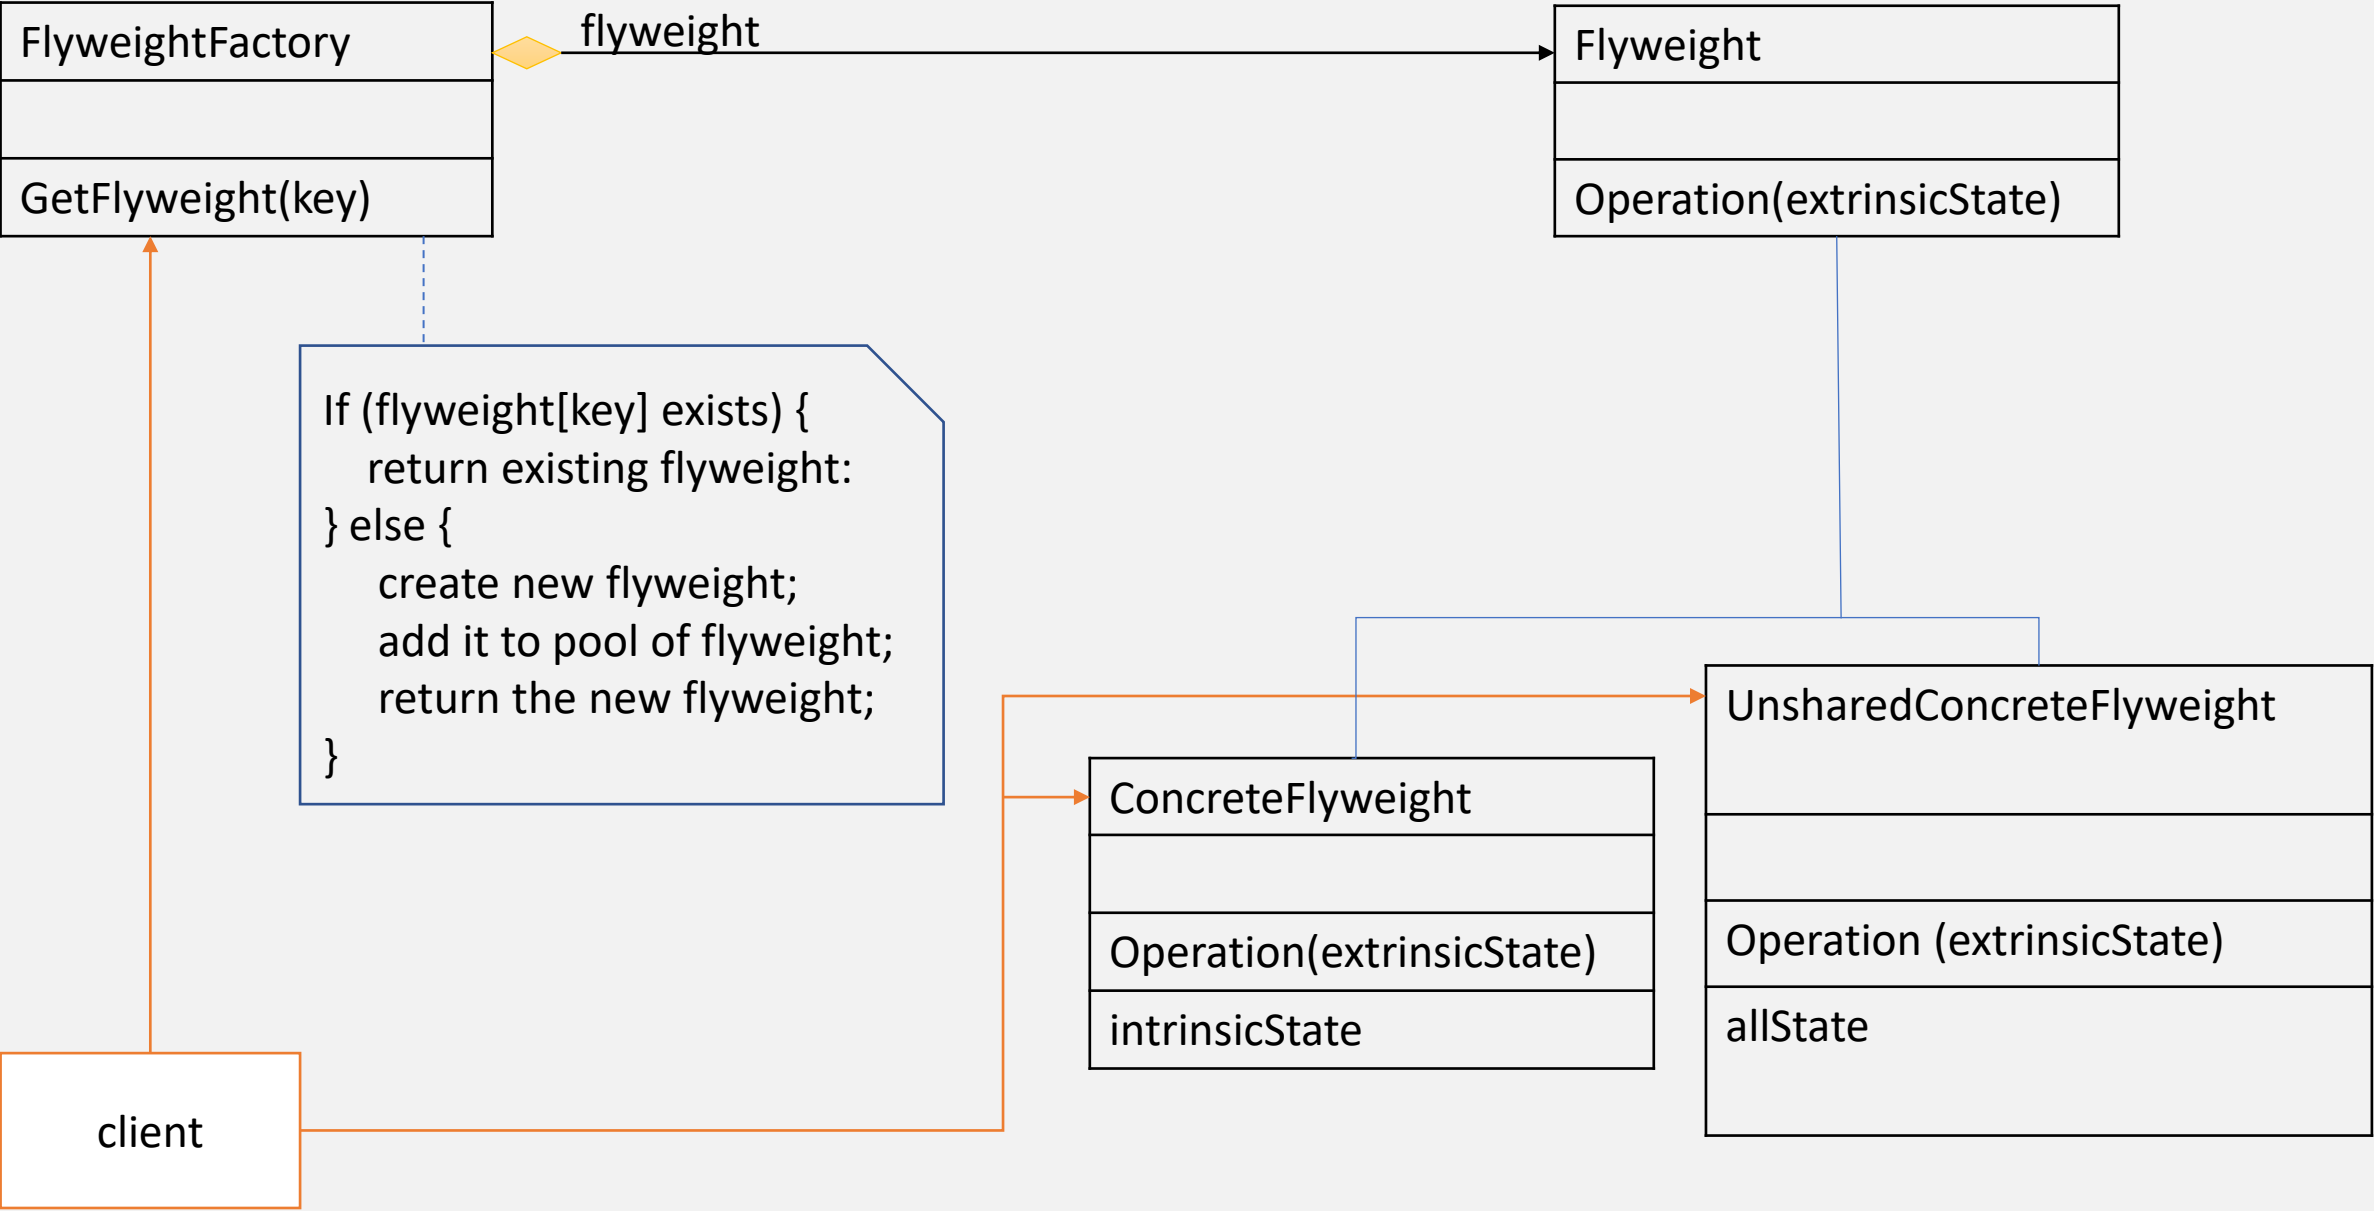 FlyweightFactory
GetFlyweight(key)
flyweight
Flyweight
Operation(extrinsicState)
If (flyweight[key] exists) {
return existing flyweight:
} else {
create new flyweight;
add it to pool of flyweight;
return the new flyweight;
}
ConcreteFlyweight
Operation(extrinsicState)
intrinsicState
UnsharedConcreteFlyweight
Operation (extrinsicState)
allState
client